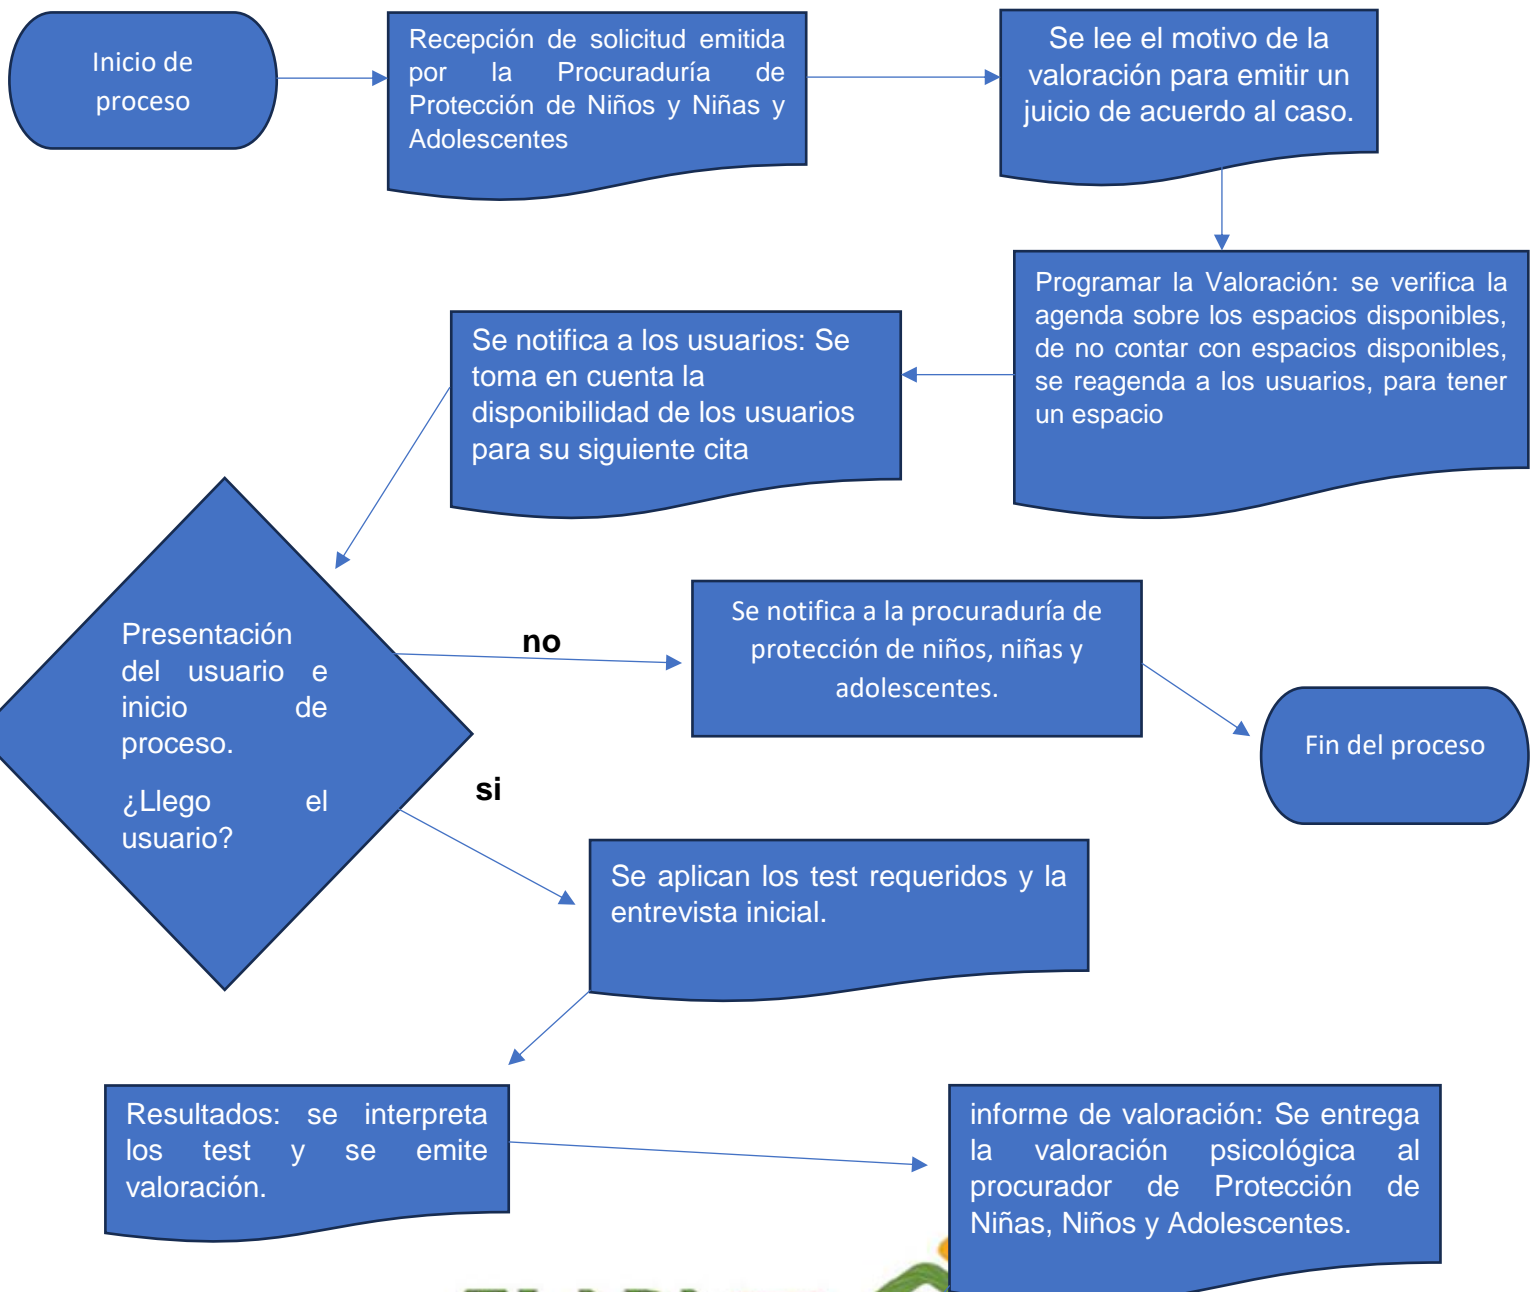 Inicio de
proceso
Recepción de solicitud emitida
por la Procuraduría de
Protección de Niños y Niñas y
Adolescentes
Se lee el motivo de la
valoración para emitir un
juicio de acuerdo al caso.
Programar la Valoración: se verifica la
agenda sobre los espacios disponibles,
de no contar con espacios disponibles,
se reagenda a los usuarios, para tener
un espacio
Se notifica a los usuarios: Se
toma en cuenta la
disponibilidad de los usuarios
para su siguiente cita
Presentación
del usuario e
inicio de
proceso.
¿Llego el
usuario?
no
Se notifica a la procuraduría de
protección de niños, niñas y
adolescentes.
Fin del proceso
si
Se aplican los test requeridos y la
entrevista inicial.
Resultados: se interpreta
los test y se emite
valoración.
informe de valoración: Se entrega
la valoración psicológica al
procurador de Protección de
Niñas, Niños y Adolescentes.